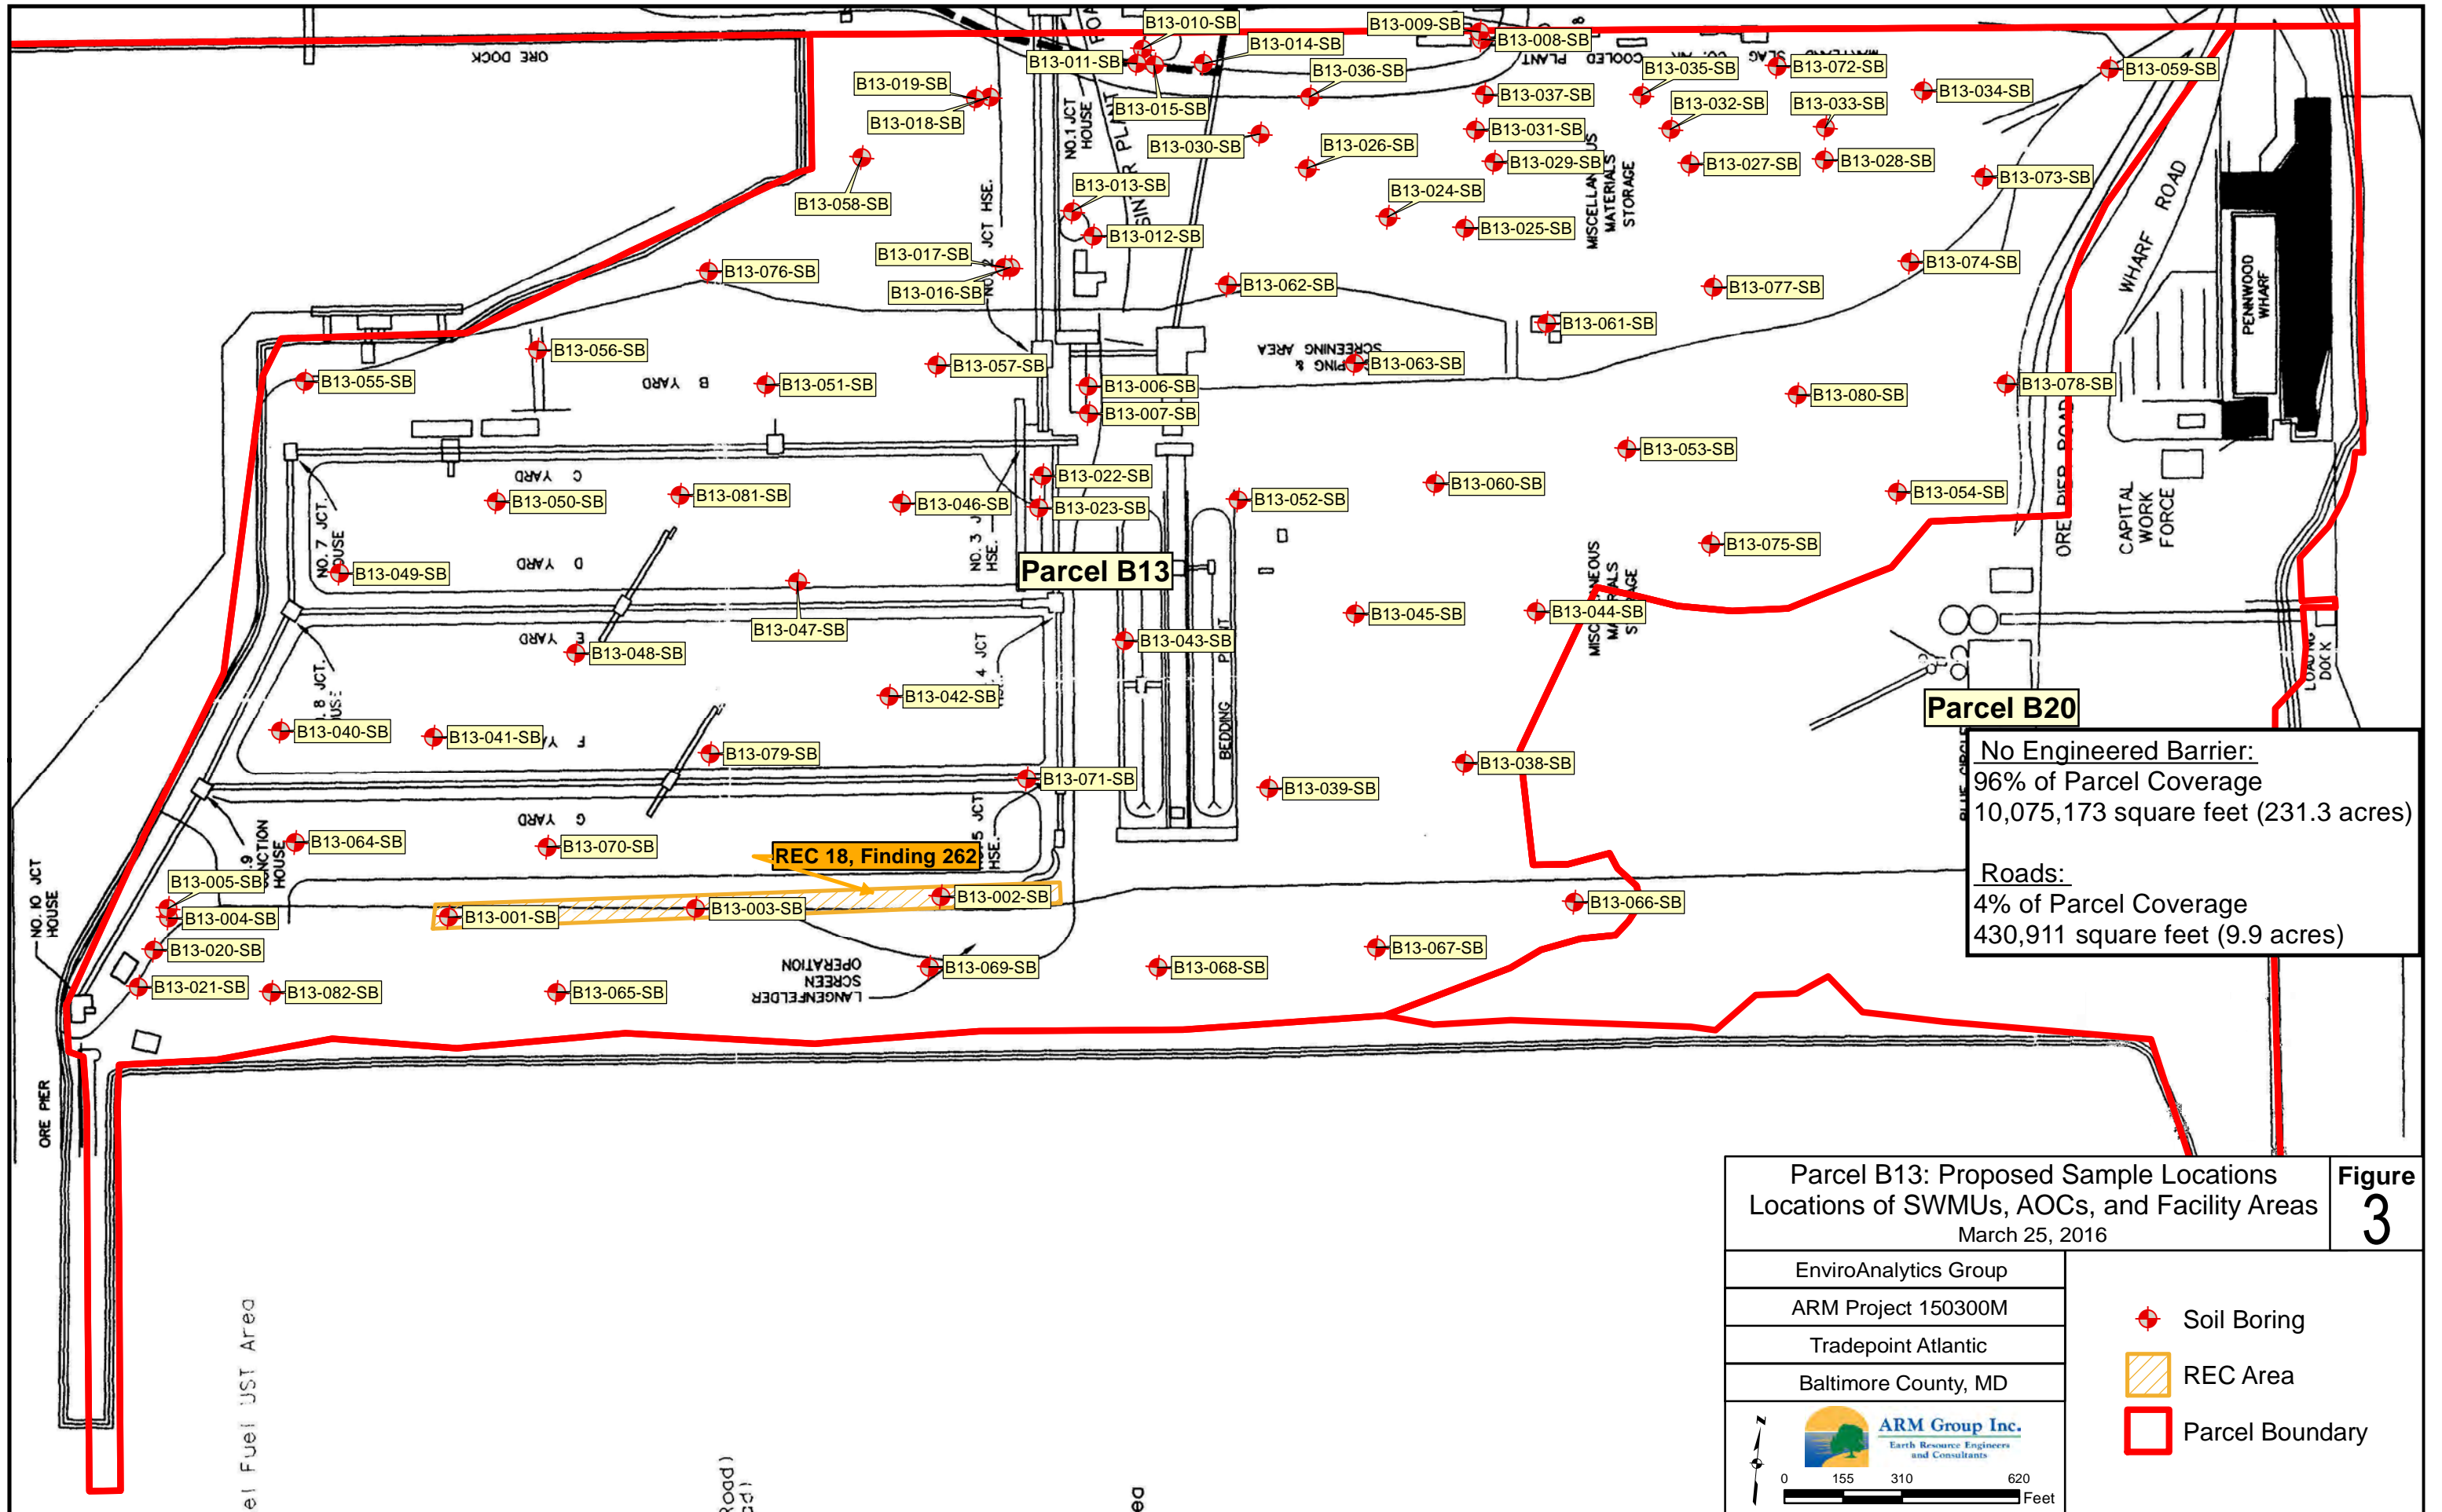 B13-010-SB
B13-009-SB
B13-014-SB
B13-008-SB
B13-011-SB
B13-036-SB
B13-035-SB
B13-072-SB
B13-059-SB
B13-019-SB
B13-015-SB
B13-037-SB
B13-032-SB
B13-033-SB
B13-034-SB
B13-018-SB
B13-030-SB
B13-031-SB
B13-026-SB
B13-029-SB
B13-027-SB
B13-028-SB
B13-073-SB
B13-058-SB
B13-013-SB
B13-024-SB
B13-012-SB
B13-025-SB
B13-017-SB
B13-016-SB
B13-076-SB
B13-062-SB
B13-077-SB
B13-074-SB
B13-061-SB
B13-056-SB
B13-055-SB
B13-051-SB
B13-057-SB
B13-063-SB
B13-006-SB
B13-007-SB
B13-080-SB
B13-078-SB
B13-053-SB
B13-022-SB
B13-050-SB
B13-081-SB
B13-046-SB
B13-023-SB
B13-052-SB
B13-060-SB
B13-054-SB
B13-049-SB
B13-075-SB
Parcel B13
B13-047-SB
B13-048-SB
B13-043-SB
B13-045-SB
B13-044-SB
B13-042-SB
Parcel B20
B13-040-SB
B13-041-SB
B13-079-SB
B13-071-SB
B13-039-SB
B13-038-SB
B13-064-SB
B13-070-SB
REC 18, Finding 262
B13-005-SB
B13-004-SB
B13-001-SB
B13-003-SB
B13-002-SB
B13-066-SB
B13-020-SB
B13-021-SB
B13-082-SB
B13-065-SB
B13-069-SB
B13-068-SB
B13-067-SB
ORE DOCK
NO.1 JCT
HOUSE
COOLED
PLANT
SLAG
MISCELLANEOUS
MATERIALS
STORAGE
WHARF ROAD
PENNWOOD
WHARF
SCREENING AREA
B YARD
C YARD
D YARD
E YARD
G YARD
NO. 7 JCT.
ORE PIER ROAD
CAPITAL
WORK
FORCE
LOADING
DOCK
BEDDING
NO. 10 JCT
HOUSE
LANGENFELDER
SCREEN
OPERATION
ORE PIER
el Fuel UST Area
Road)
ea
No Engineered Barrier:
96% of Parcel Coverage
10,075,173 square feet (231.3 acres)
Roads:
4% of Parcel Coverage
430,911 square feet (9.9 acres)
Parcel B13: Proposed Sample Locations
Locations of SWMUs, AOCs, and Facility Areas
March 25, 2016
Figure
3
EnviroAnalytics Group
ARM Project 150300M
Tradepoint Atlantic
Baltimore County, MD
N
ARM Group Inc.
Earth Resource Engineers
and Consultants
0 155 310 620
Feet
Soil Boring
REC Area
Parcel Boundary